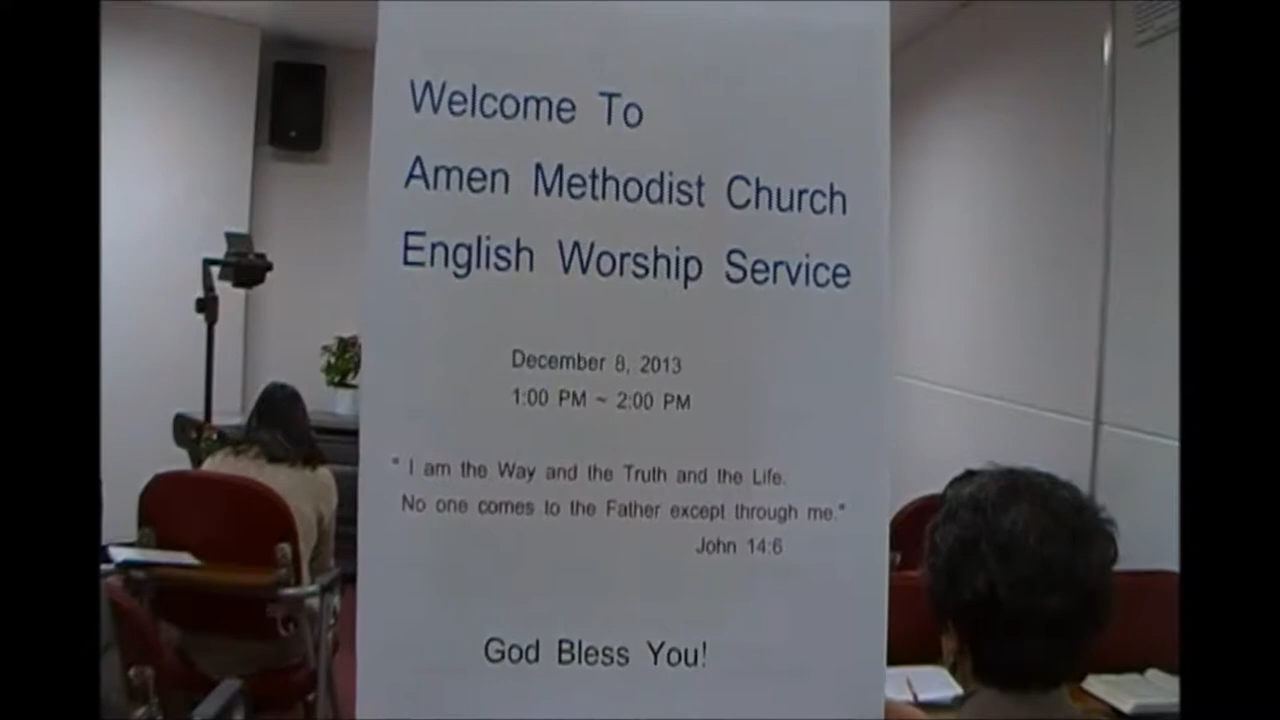 Welcome To
Amen Methodist Church
English Worship Service
December 8, 2013
1:00 PM ~ 2:00 PM
" I am the Way and the Truth and the Life.
No one comes to the Father except through me."
John 14:6
God Bless You!